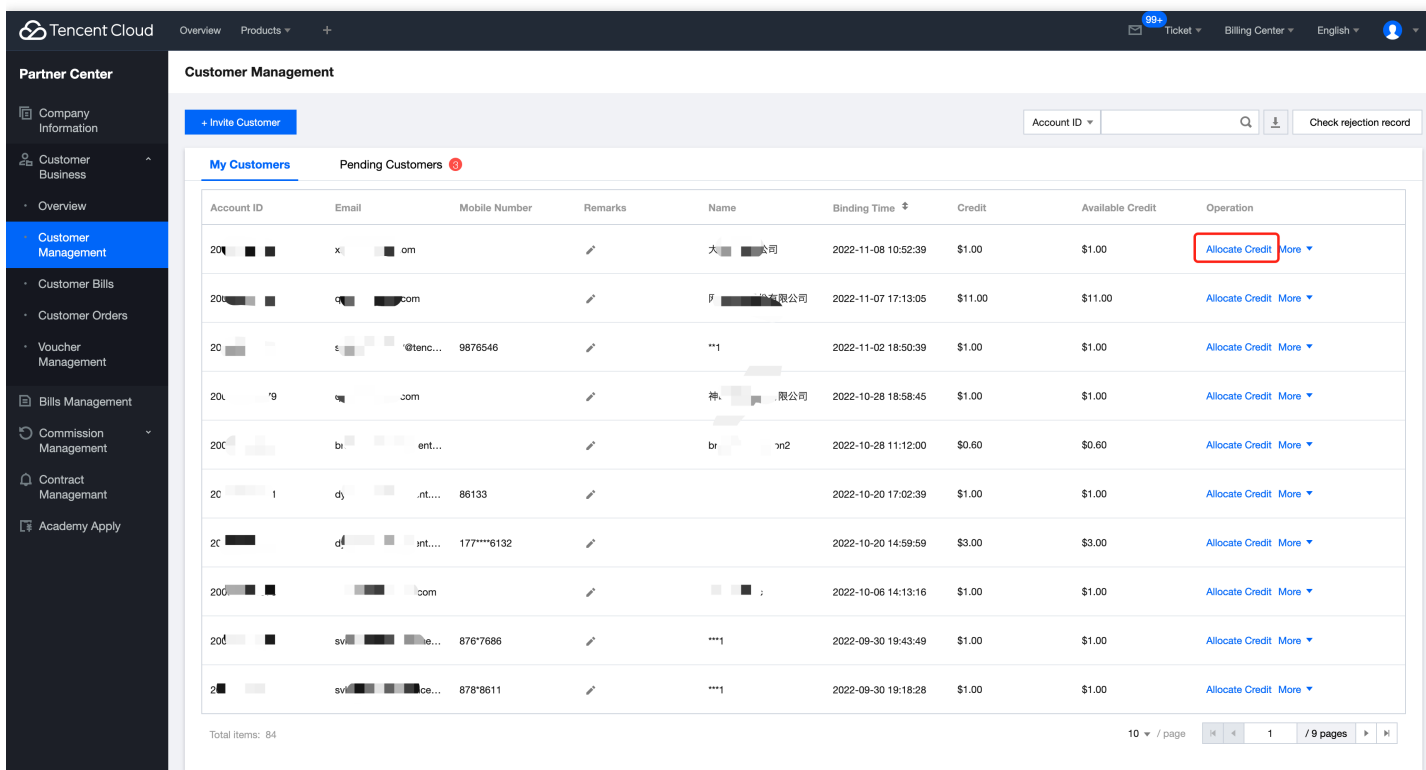 Tencent Cloud Overview Products + 99+ Ticket Billing Center English
Partner Center
Customer Management
Company
Information
+ Invite Customer Account ID Check rejection record
Customer
Business
My Customers Pending Customers 3
Overview
Account ID Email Mobile Number Remarks Name Binding Time Credit Available Credit Operation
Customer
Management
om 公司 2022-11-08 10:52:39 $1.00 $1.00 Allocate Credit More
Customer Bills
com 有限公司 2022-11-07 17:13:05 $11.00 $11.00 Allocate Credit More
Customer Orders
Voucher
Management
@tenc... 9876546 **1 2022-11-02 18:50:39 $1.00 $1.00 Allocate Credit More
Bills Management
com 限公司 2022-10-28 18:58:45 $1.00 $1.00 Allocate Credit More
Commission
Management
ent... 2022-10-28 11:12:00 $0.60 $0.60 Allocate Credit More
Contract
Managemant
86133 2022-10-20 17:02:39 $1.00 $1.00 Allocate Credit More
Academy Apply
177****6132 2022-10-20 14:59:59 $3.00 $3.00 Allocate Credit More
com 2022-10-06 14:13:16 $1.00 $1.00 Allocate Credit More
876*7686 ***1 2022-09-30 19:43:49 $1.00 $1.00 Allocate Credit More
878*8611 ***1 2022-09-30 19:18:28 $1.00 $1.00 Allocate Credit More
Total items: 84 10 / page 1 / 9 pages